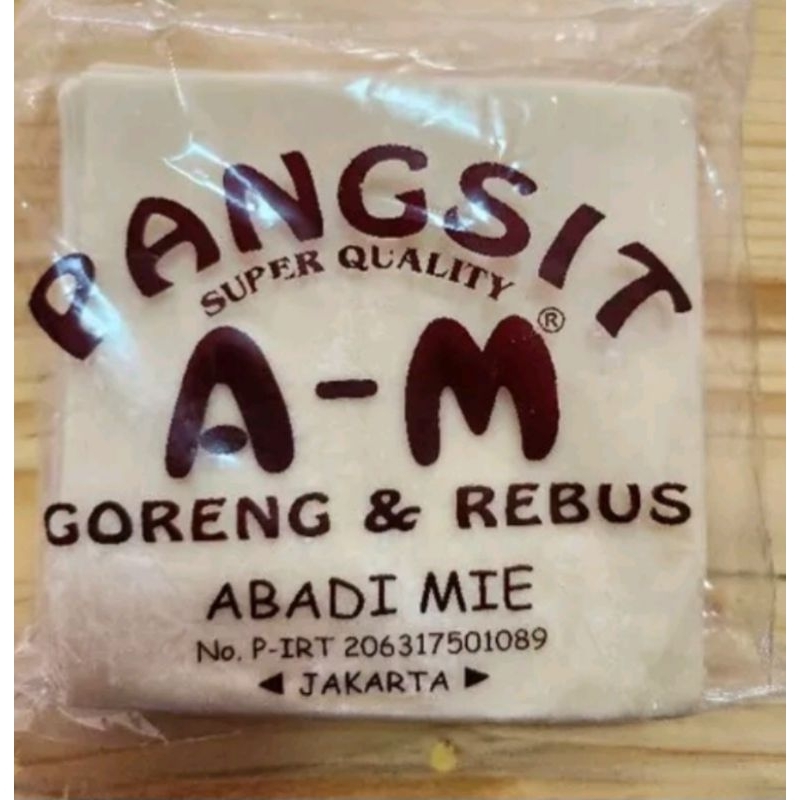 PANGSIT
SUPER QUALITY
A-M®
GORENG & REBUS
ABADI MIE
No. P-IRT 206317501089
◀ JAKARTA ▶